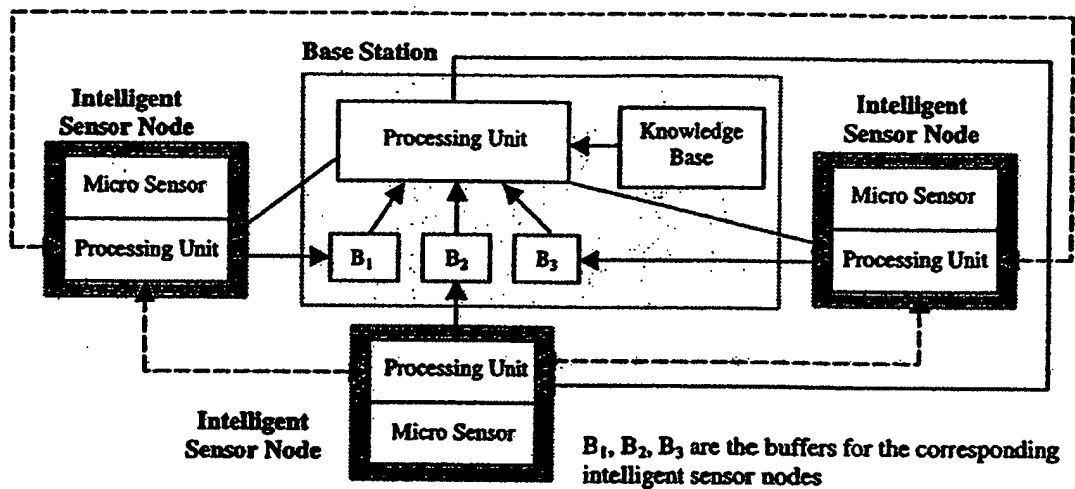 Base Station
Intelligent
Sensor Node
Micro Sensor
Processing Unit
Processing Unit
Knowledge
Base
B1
B2
B3
Intelligent
Sensor Node
Micro Sensor
Processing Unit
Processing Unit
Micro Sensor
Intelligent
Sensor Node
B1, B2, B3 are the buffers for the corresponding
intelligent sensor nodes